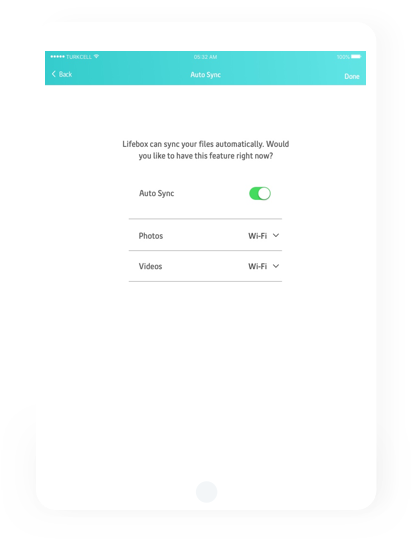 TURKCELL
09:33 AM
100%
Back
Auto Sync
Done
Lifebox can sync your files automatically. Would
you like to have this feature right now?
Auto Sync
Photos Wi-Fi
Videos Wi-Fi